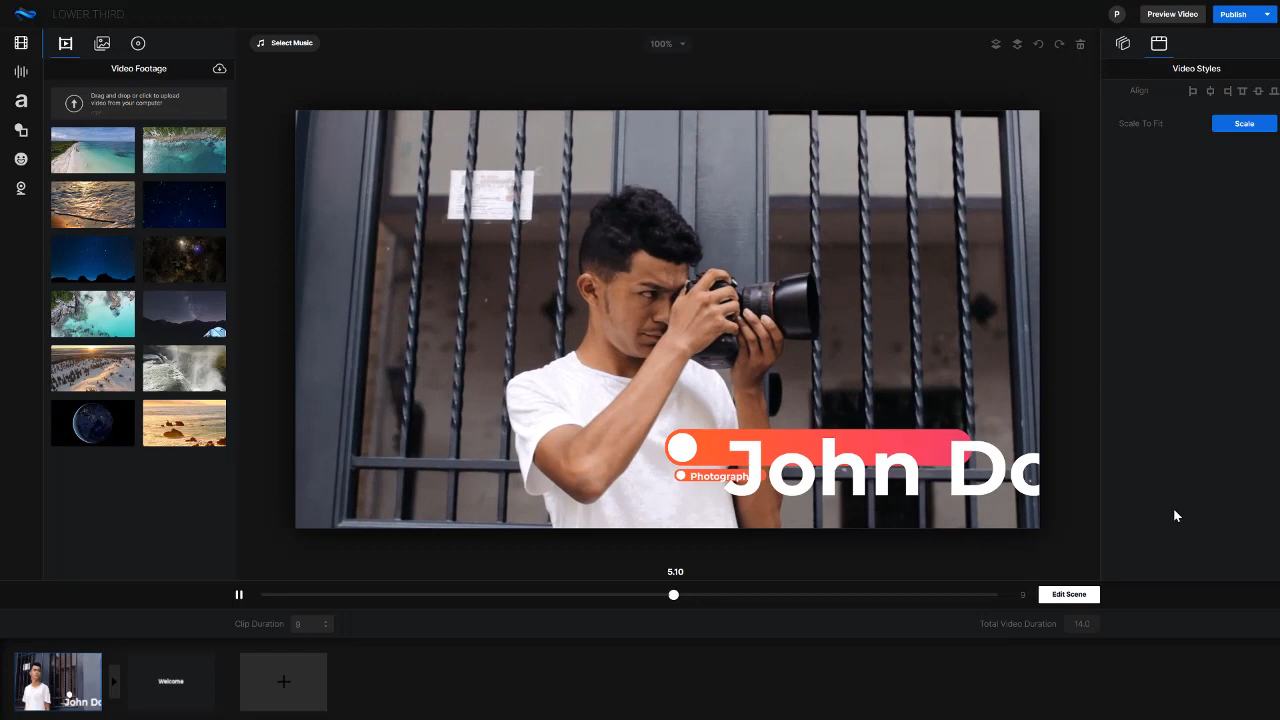 LOWER THIRD
P
Preview Video
Publish
Select Music
100%
Video Footage
Video Styles
Drag and drop or click to upload
video from your computer
Align
Scale To Fit
Scale
John Do
Photograph
5.10
9
Edit Scene
Clip Duration
9
Total Video Duration
14.0
John Do
Welcome